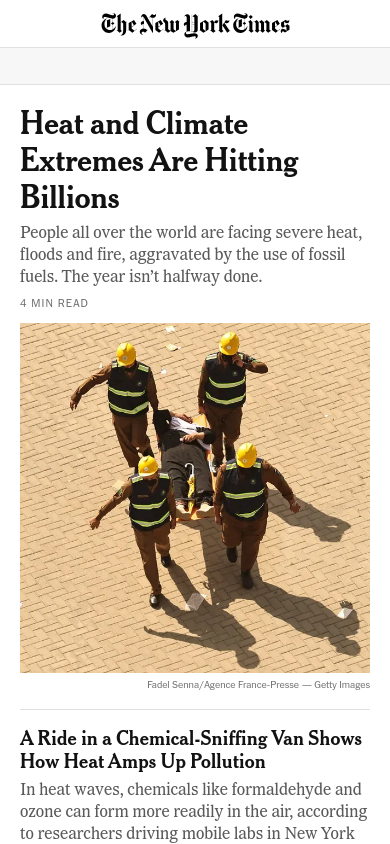 The New York Times
Heat and Climate
Extremes Are Hitting
Billions
People all over the world are facing severe heat,
floods and fire, aggravated by the use of fossil
fuels. The year isn’t halfway done.
4 MIN READ
Fadel Senna/Agence France-Presse — Getty Images
A Ride in a Chemical-Sniffing Van Shows
How Heat Amps Up Pollution
In heat waves, chemicals like formaldehyde and
ozone can form more readily in the air, according
to researchers driving mobile labs in New York